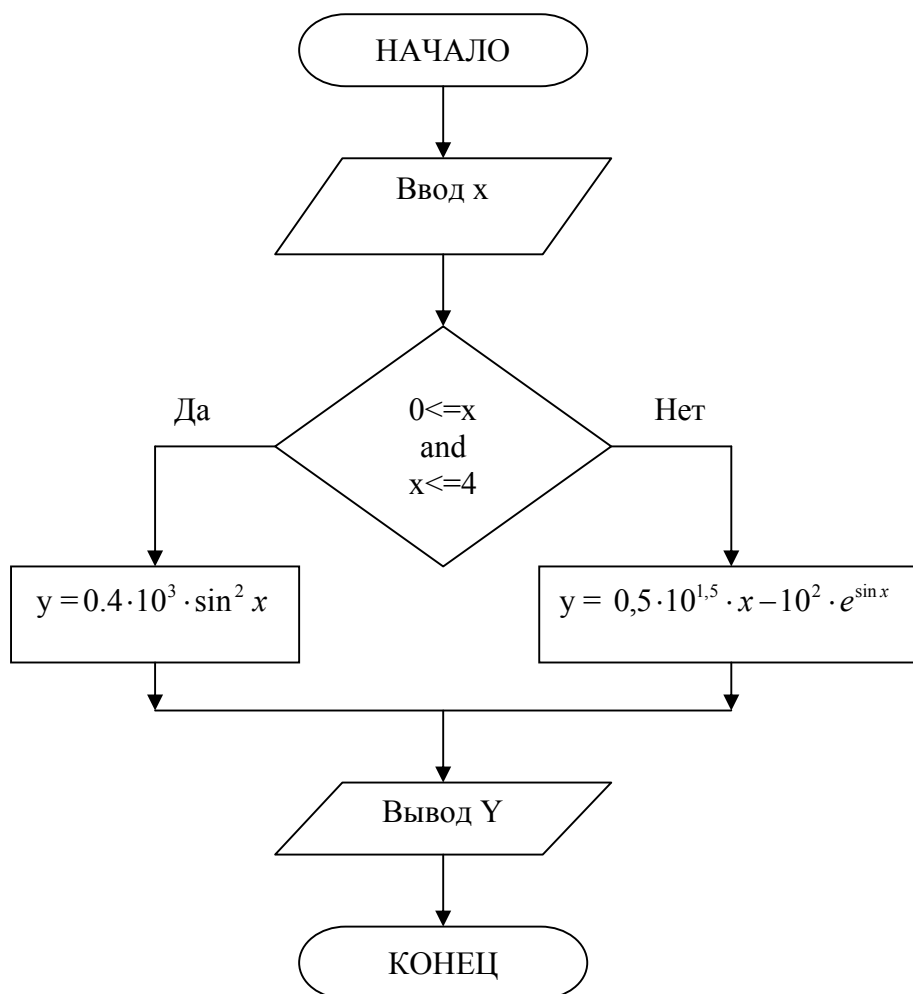 НАЧАЛО
Ввод x
Да
0<=x
and
x<=4
Нет
y = 0.4·10³·sin² x
y = 0,5·10^{1,5}·x−10²·e^{sin x}
Вывод Y
КОНЕЦ